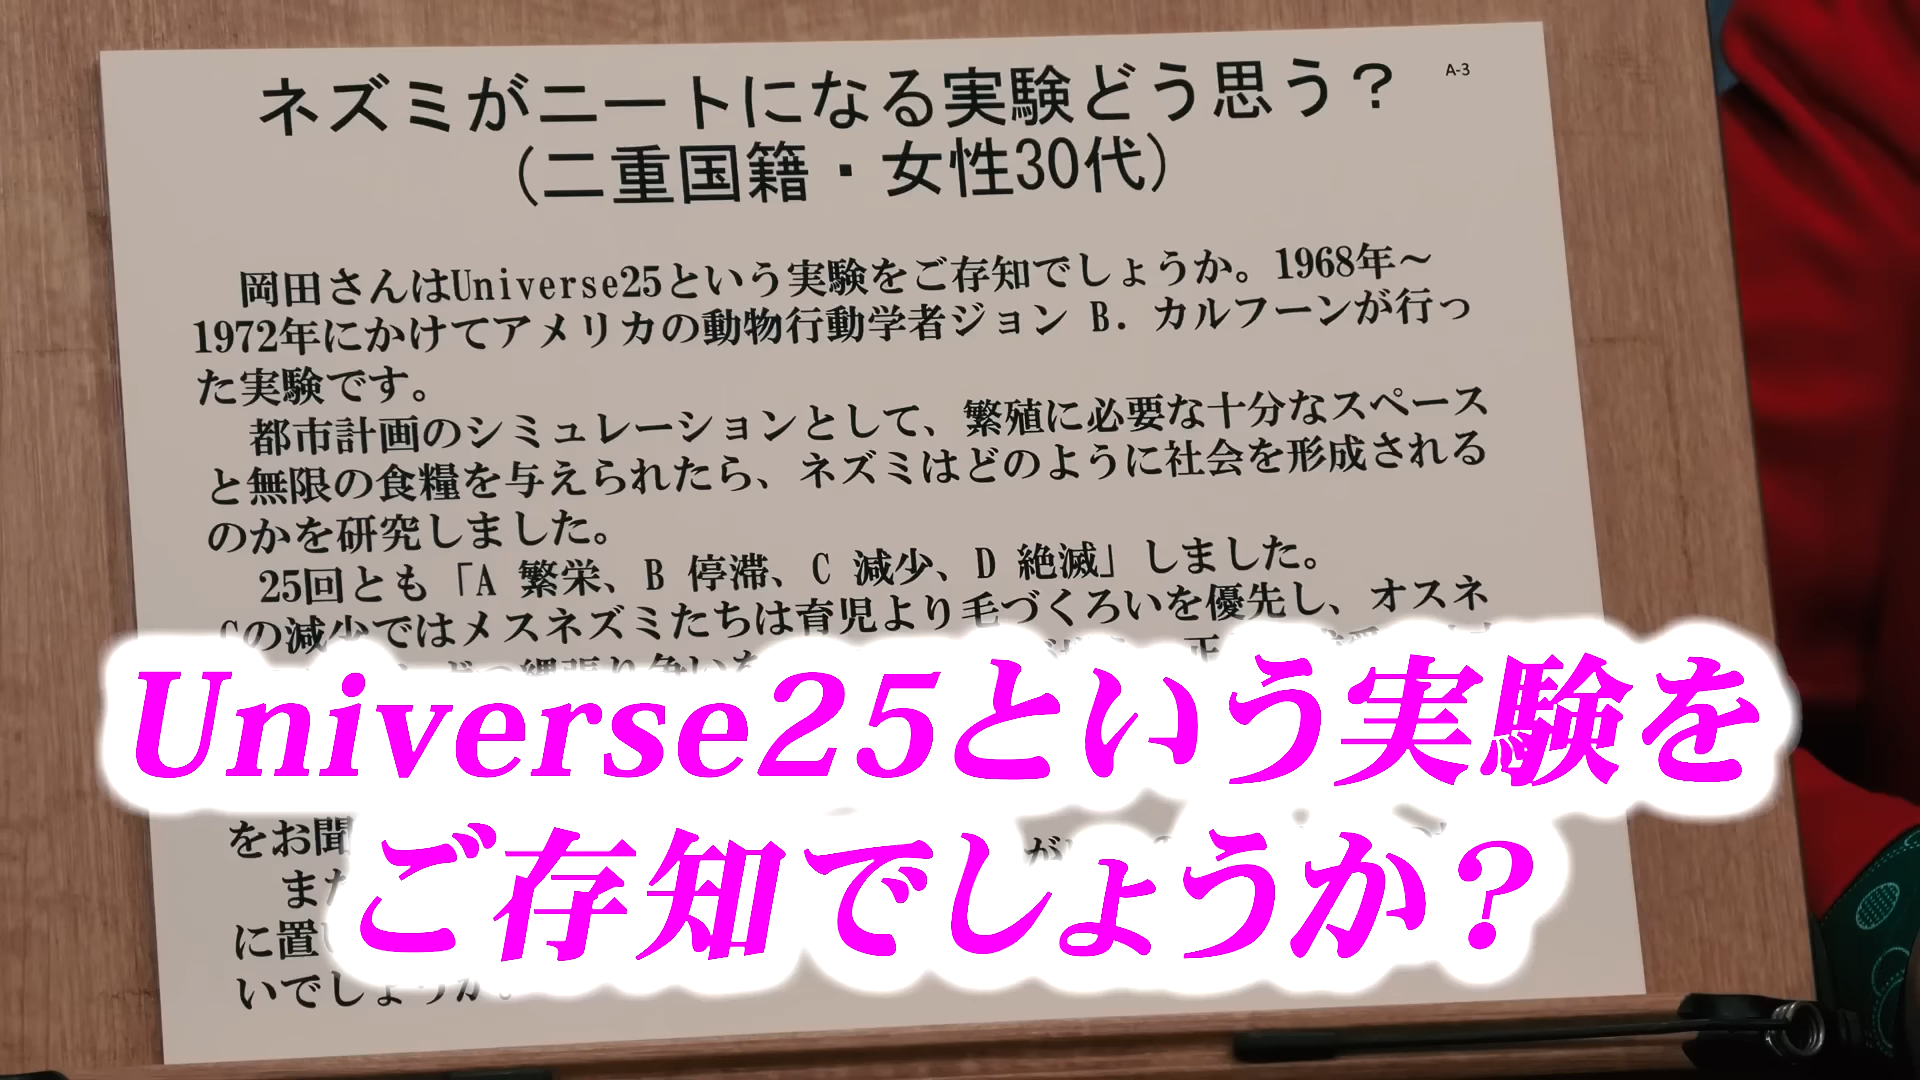 ネズミがニートになる実験どう思う？
A-3
(二重国籍・女性30代)
岡田さんはUniverse25という実験をご存知でしょうか。1968年～
1972年にかけてアメリカの動物行動学者ジョン B. カルフーンが行っ
た実験です。
都市計画のシミュレーションとして、繁殖に必要な十分なスペース
と無限の食糧を与えられたら、ネズミはどのように社会を形成される
のかを研究しました。
25回とも「A 繁栄、B 停滞、C 減少、D 絶滅」しました。
Cの減少ではメスネズミたちは育児より毛づくろいを優先し、オスネ
縄張り争いを
Universe25という実験を
ご存知でしょうか？
をお聞
また
に置い
いでしょうか。